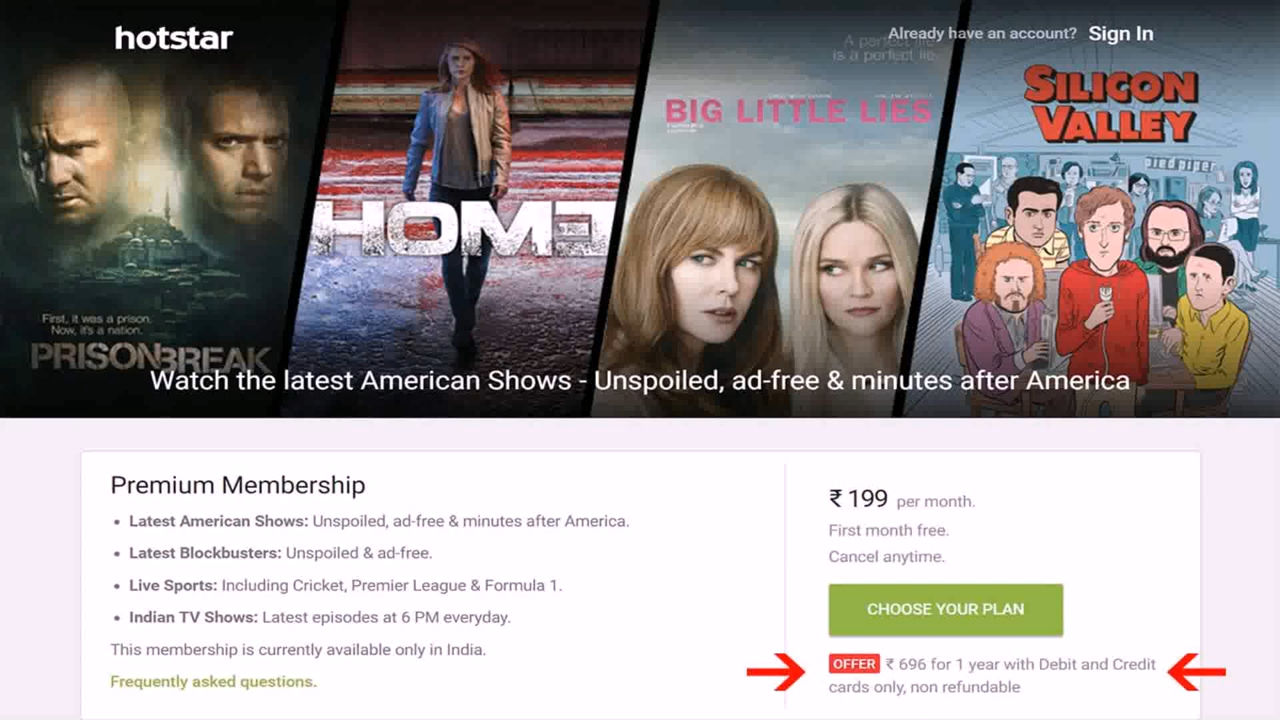 hotstar
Already have an account? Sign In
A perfect life
is a perfect lie
BIG LITTLE LIES
SILICON
VALLEY
HOME
First, it was a prison.
Now, it's a nation.
PRISON BREAK
Watch the latest American Shows - Unspoiled, ad-free & minutes after America
Premium Membership
• Latest American Shows: Unspoiled, ad-free & minutes after America.
• Latest Blockbusters: Unspoiled & ad-free.
• Live Sports: Including Cricket, Premier League & Formula 1.
• Indian TV Shows: Latest episodes at 6 PM everyday.
This membership is currently available only in India.
Frequently asked questions.
₹ 199 per month.
First month free.
Cancel anytime.
CHOOSE YOUR PLAN
OFFER ₹ 696 for 1 year with Debit and Credit
cards only, non refundable